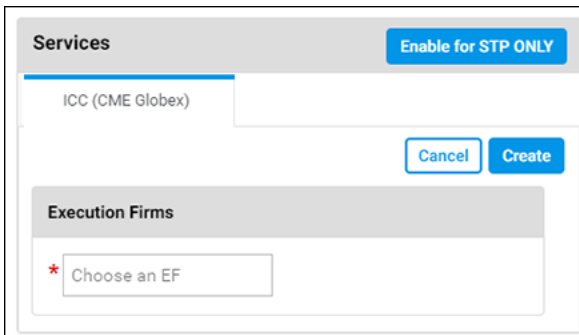 Services
Enable for STP ONLY
ICC (CME Globex)
Cancel
Create
Execution Firms
* Choose an EF